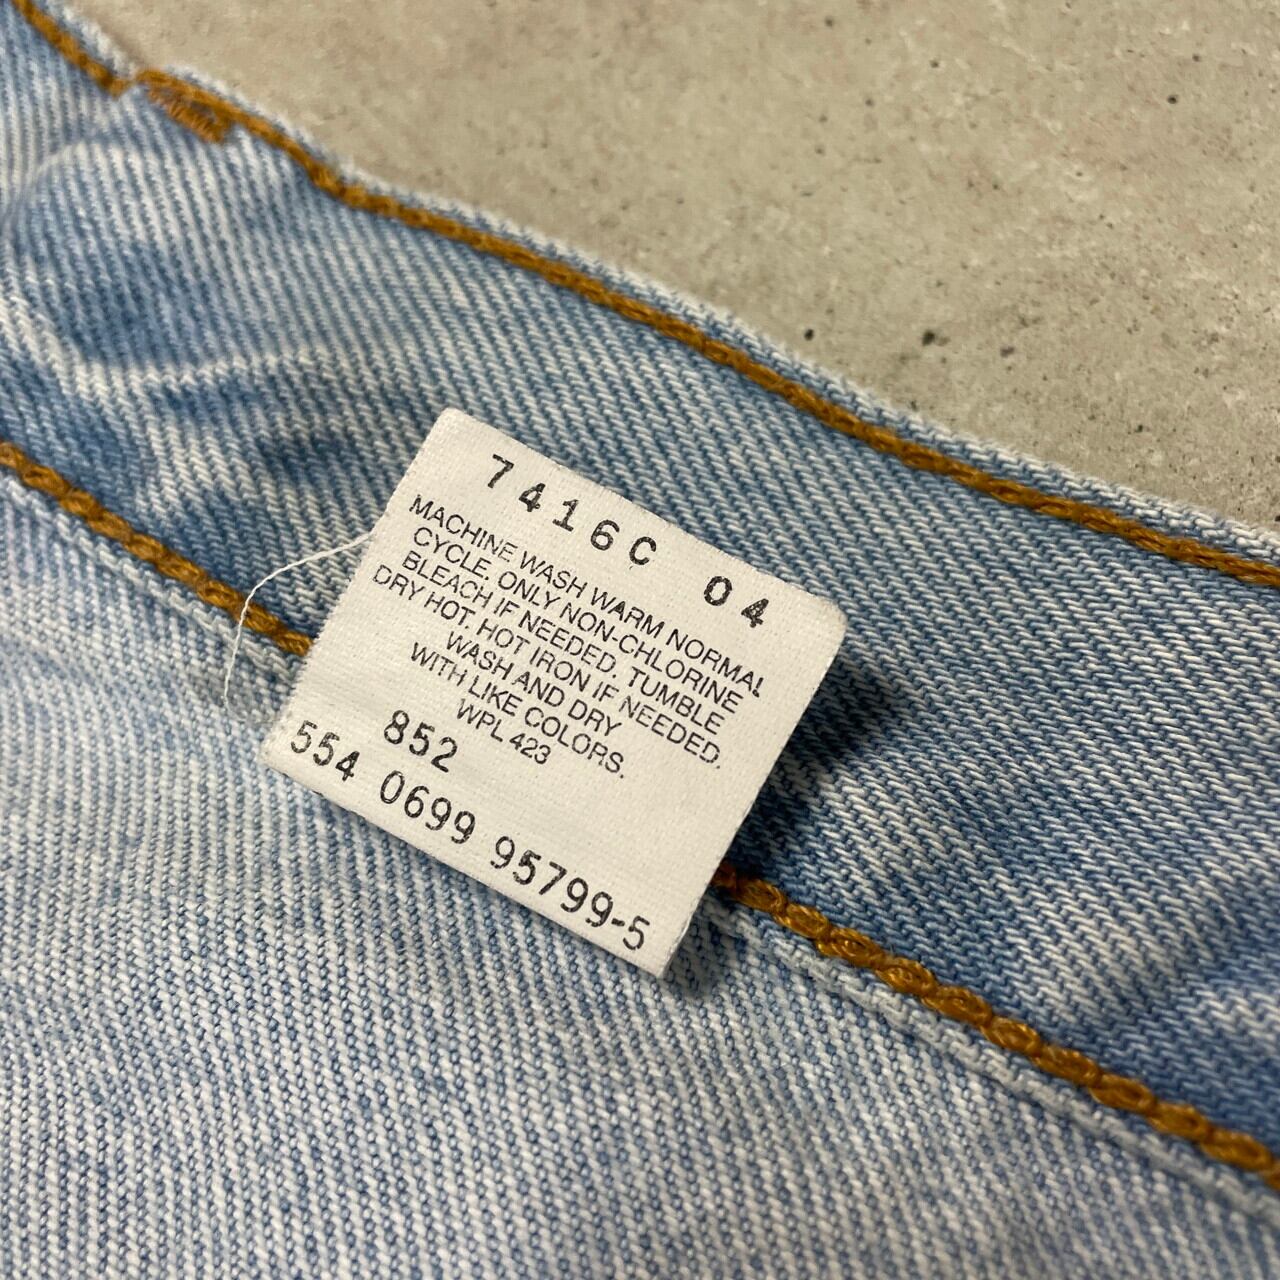 7416C 04
MACHINE WASH WARM NORMAL
CYCLE. ONLY NON-CHLORINE
BLEACH IF NEEDED. TUMBLE
DRY HOT. HOT IRON IF NEEDED.
WASH AND DRY
WITH LIKE COLORS.
WPL 423
852
554 0699 95799-5